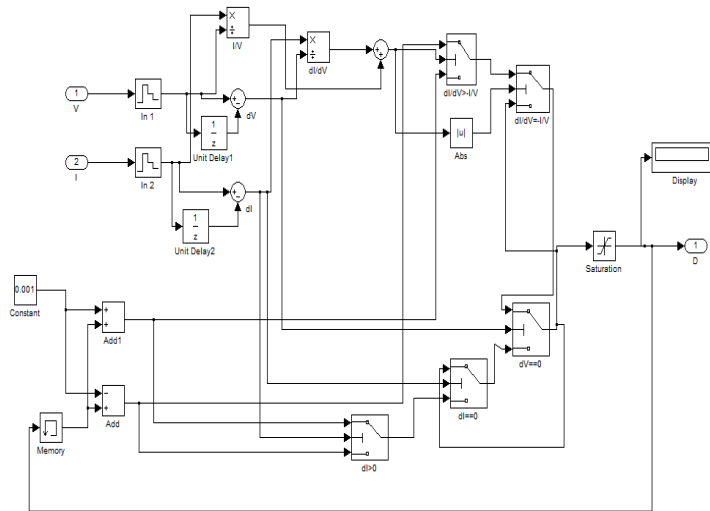 ×
÷
I/V
×
÷
dI/dV
+
+
dI/dV>-I/V
dI/dV=-I/V
1
V
In 1
+
-
dV
1
z
Unit Delay1
|u|
Abs
2
I
In 2
+
-
dI
1
z
Unit Delay2
Display
Saturation
1
D
0.001
Constant
+
+
Add1
dV==0
-
+
Add
dI==0
Memory
dI>0